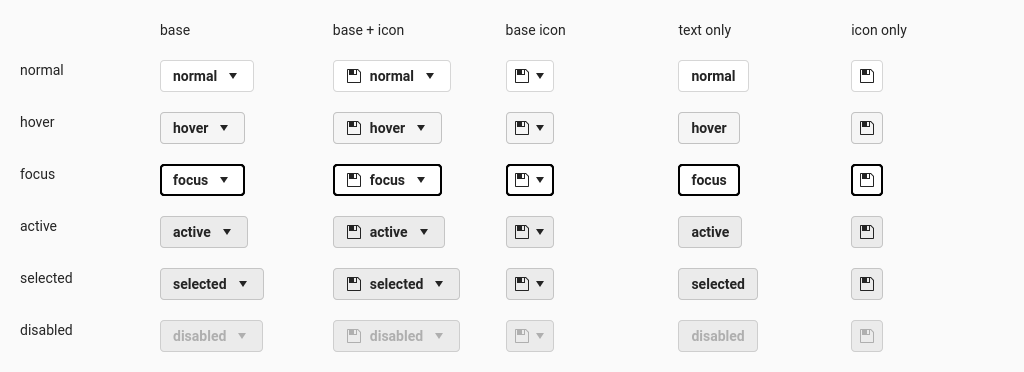 base base + icon base icon text only icon only
normal normal normal normal
hover hover hover hover
focus focus focus focus
active active active active
selected selected selected selected
disabled disabled disabled disabled